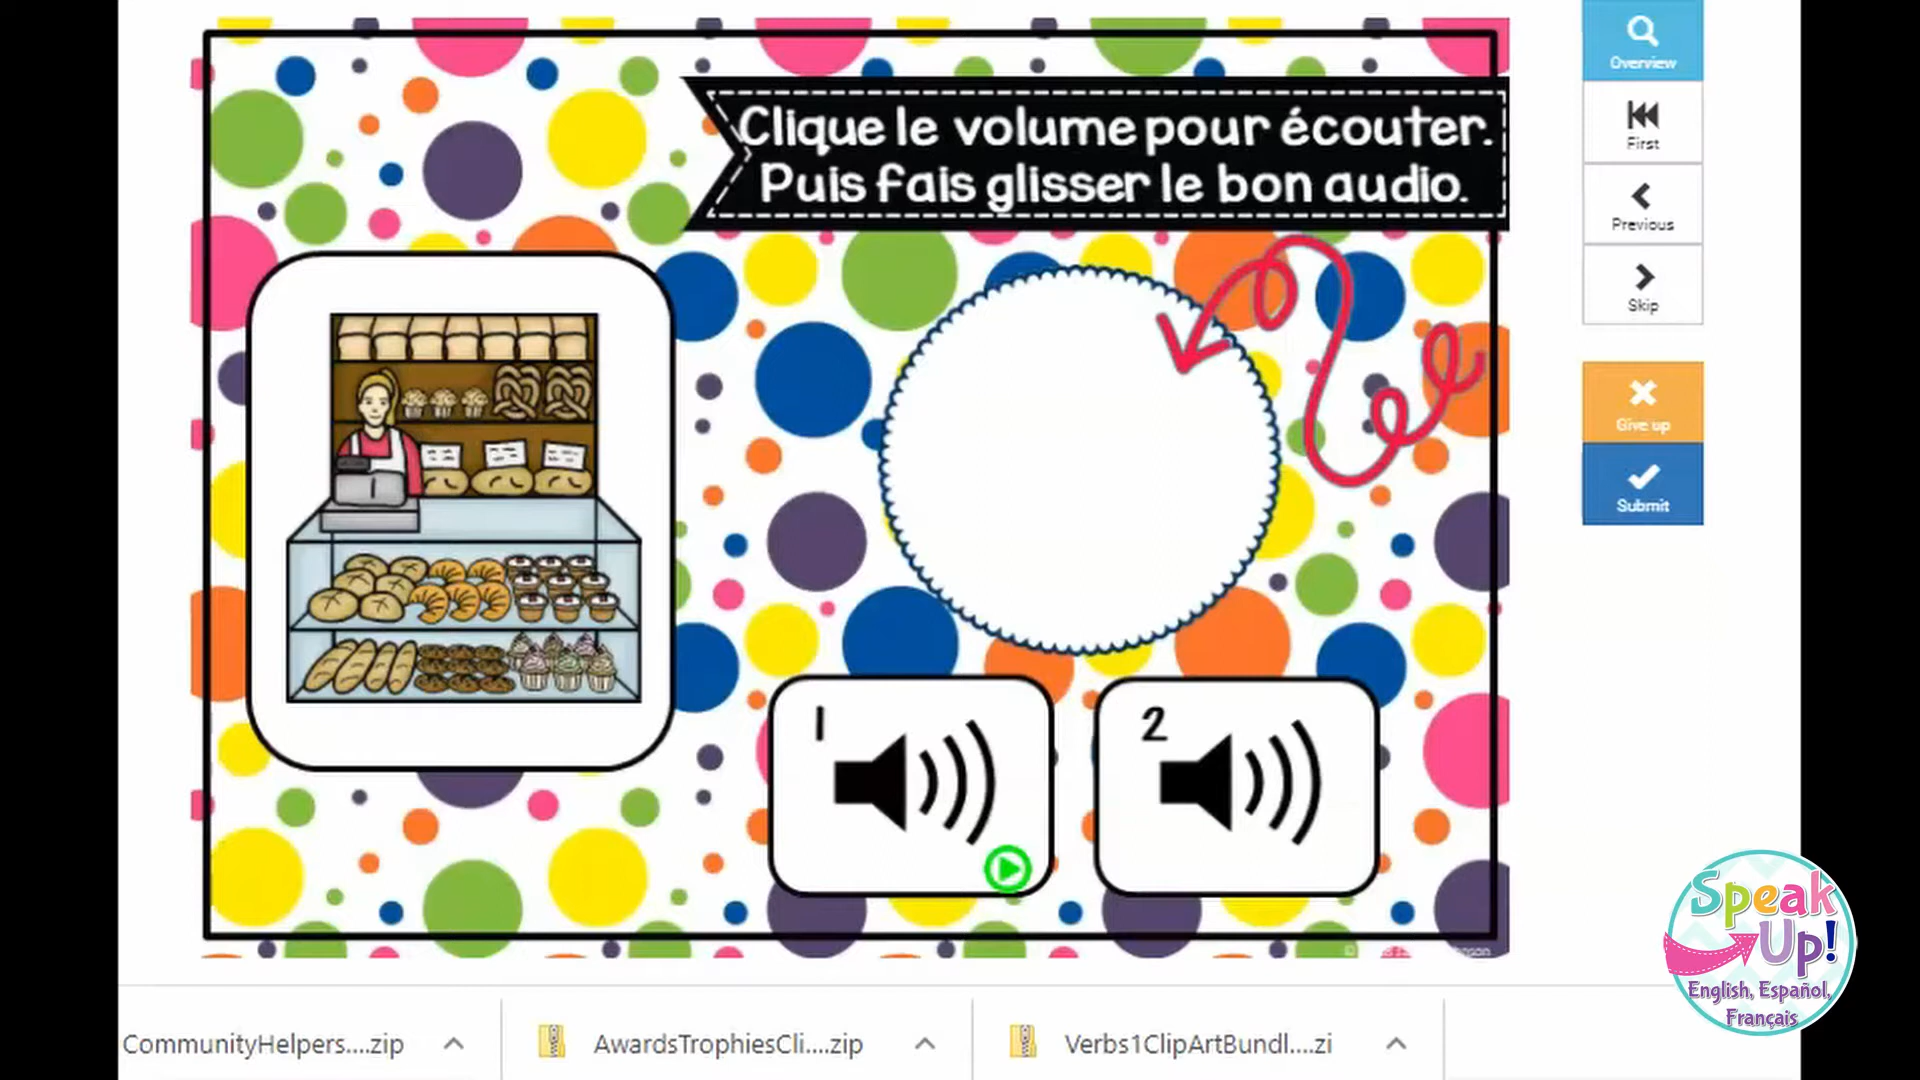 Clique le volume pour écouter.
Puis fais glisser le bon audio.
1
2
Overview
First
Previous
Skip
Give up
Submit
CommunityHelpers....zip
AwardsTrophiesCli....zip
Verbs1ClipArtBundl....zi
Speak
Up!
English, Español,
Français